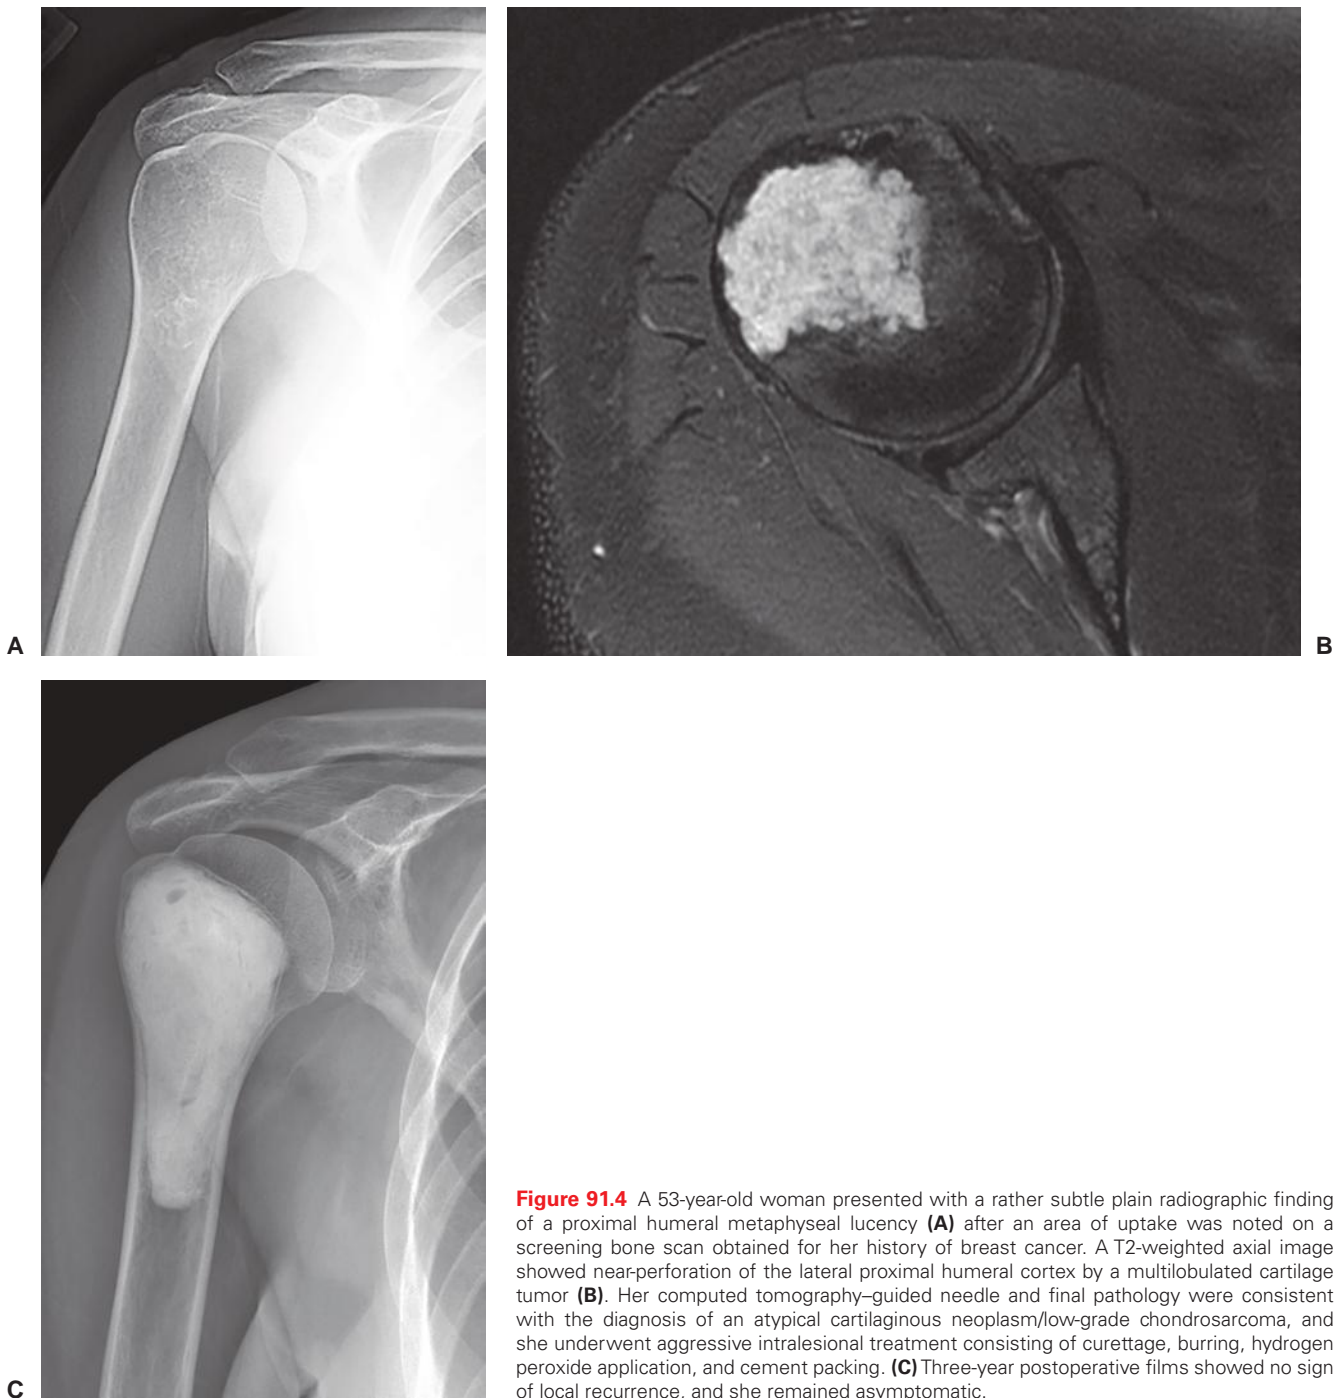 A
B
C
Figure 91.4 A 53-year-old woman presented with a rather subtle plain radiographic finding
of a proximal humeral metaphyseal lucency (A) after an area of uptake was noted on a
screening bone scan obtained for her history of breast cancer. A T2-weighted axial image
showed near-perforation of the lateral proximal humeral cortex by a multilobulated cartilage
tumor (B). Her computed tomography–guided needle and final pathology were consistent
with the diagnosis of an atypical cartilaginous neoplasm/low-grade chondrosarcoma, and
she underwent aggressive intralesional treatment consisting of curettage, burring, hydrogen
peroxide application, and cement packing. (C) Three-year postoperative films showed no sign
of local recurrence, and she remained asymptomatic.